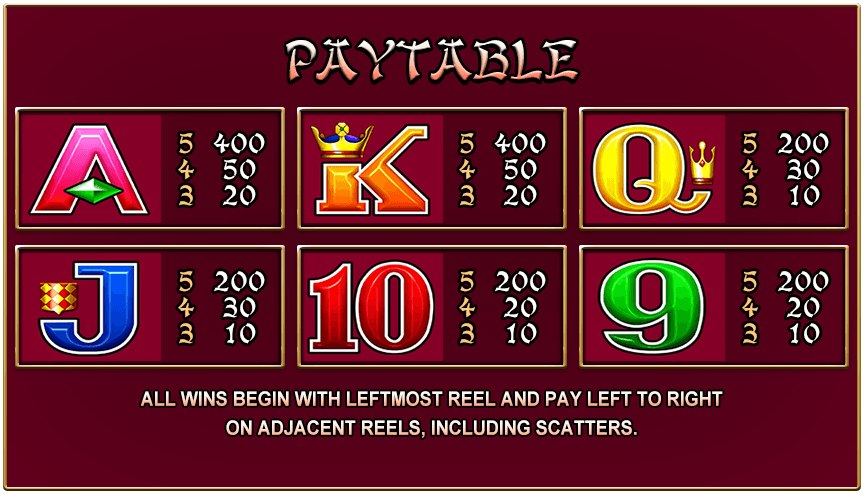 PAYTABLE
A 5 400 K 5 400 Q 5 200
4 50 4 50 4 30
3 20 3 20 3 10
J 5 200 10 5 200 9 5 200
4 30 4 20 4 20
3 10 3 10 3 10
ALL WINS BEGIN WITH LEFTMOST REEL AND PAY LEFT TO RIGHT
ON ADJACENT REELS, INCLUDING SCATTERS.